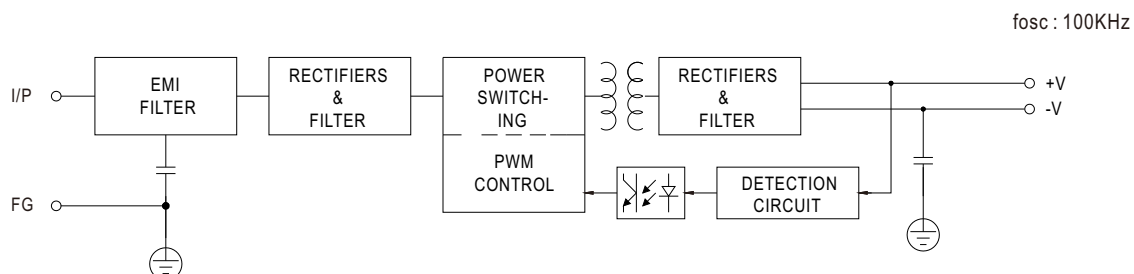 fosc : 100KHz
I/P
EMI
FILTER
RECTIFIERS
&
FILTER
POWER
SWITCH-
ING
PWM
CONTROL
RECTIFIERS
&
FILTER
+V
-V
DETECTION
CIRCUIT
FG